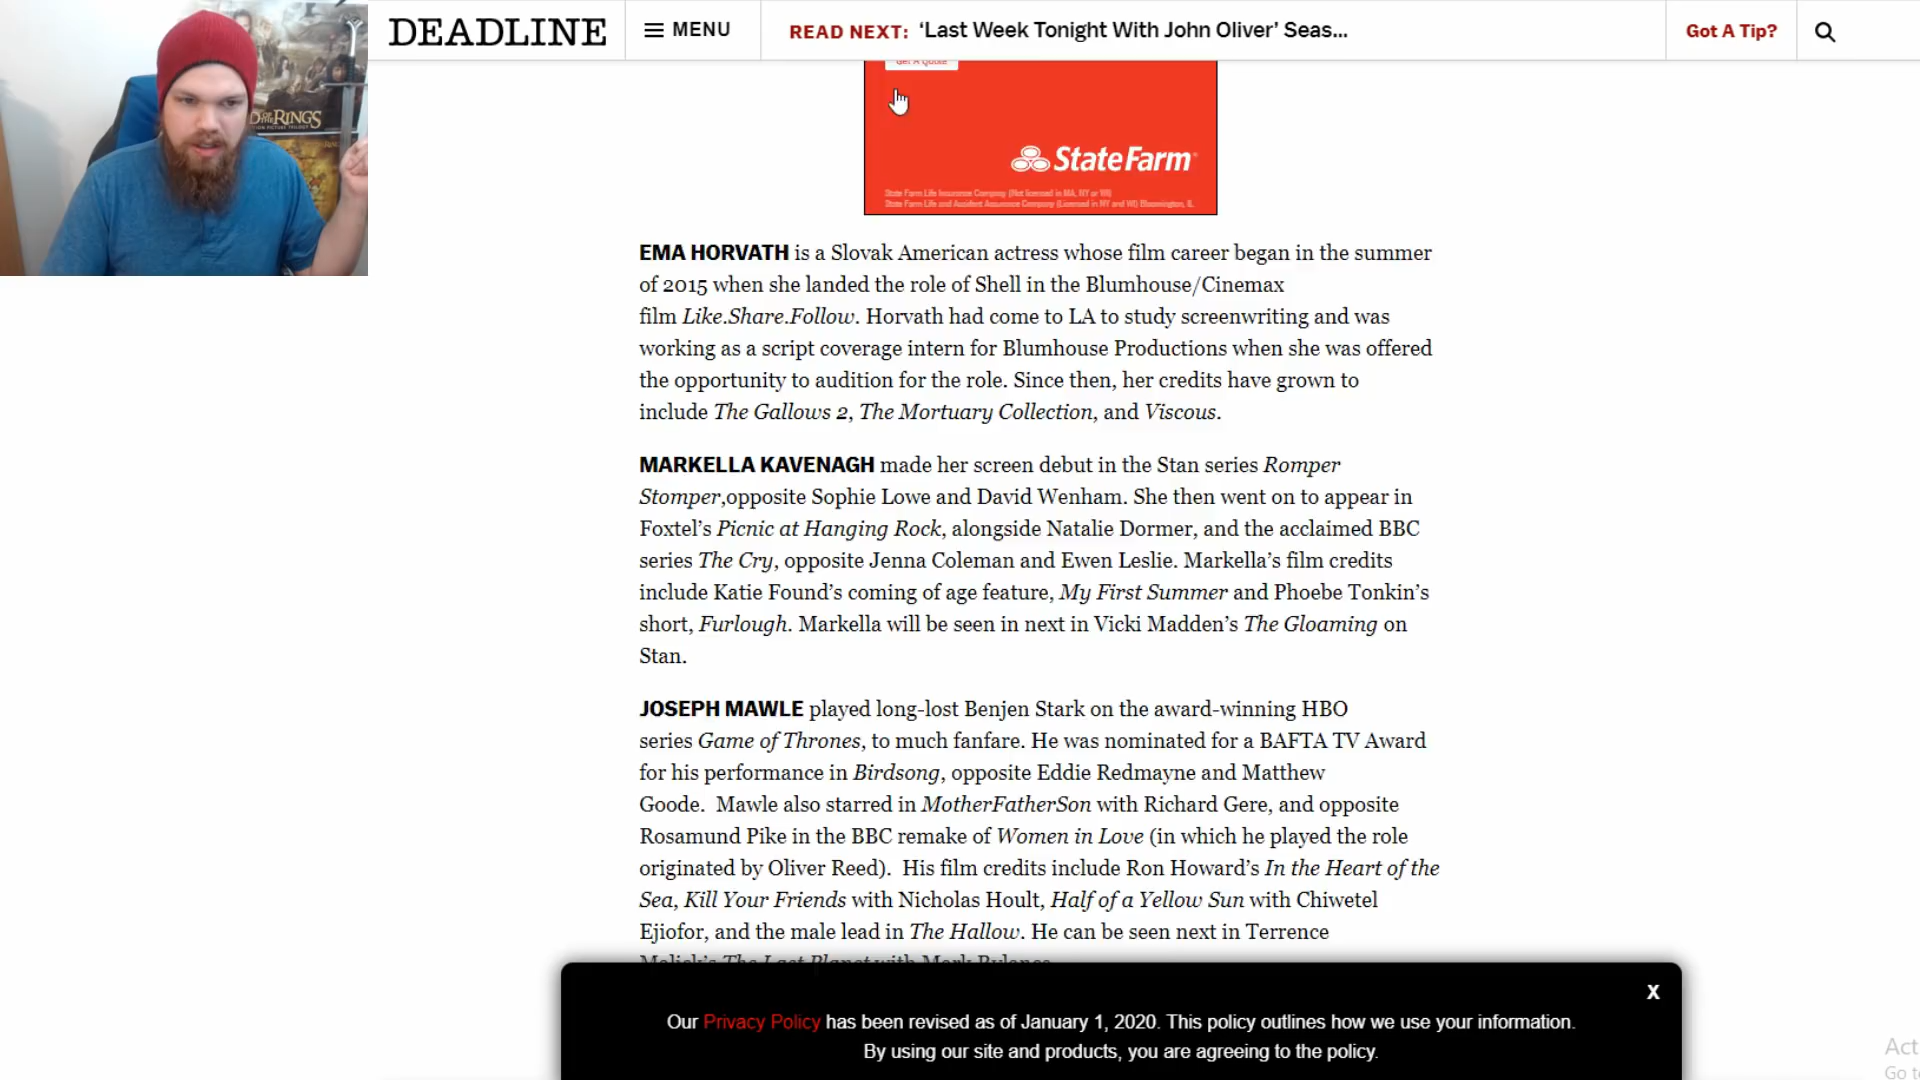 DEADLINE
MENU
READ NEXT: ‘Last Week Tonight With John Oliver’ Seas...
Got A Tip?
OF THE RINGS
Get A Quote
StateFarm
State Farm Life Insurance Company (Not licensed in MA, NY or WI)
State Farm Life and Accident Assurance Company (Licensed in NY and WI) Bloomington, IL
EMA HORVATH is a Slovak American actress whose film career began in the summer
of 2015 when she landed the role of Shell in the Blumhouse/Cinemax
film Like.Share.Follow. Horvath had come to LA to study screenwriting and was
working as a script coverage intern for Blumhouse Productions when she was offered
the opportunity to audition for the role. Since then, her credits have grown to
include The Gallows 2, The Mortuary Collection, and Viscous.
MARKELLA KAVENAGH made her screen debut in the Stan series Romper
Stomper,opposite Sophie Lowe and David Wenham. She then went on to appear in
Foxtel’s Picnic at Hanging Rock, alongside Natalie Dormer, and the acclaimed BBC
series The Cry, opposite Jenna Coleman and Ewen Leslie. Markella’s film credits
include Katie Found’s coming of age feature, My First Summer and Phoebe Tonkin’s
short, Furlough. Markella will be seen in next in Vicki Madden’s The Gloaming on
Stan.
JOSEPH MAWLE played long-lost Benjen Stark on the award-winning HBO
series Game of Thrones, to much fanfare. He was nominated for a BAFTA TV Award
for his performance in Birdsong, opposite Eddie Redmayne and Matthew
Goode.  Mawle also starred in MotherFatherSon with Richard Gere, and opposite
Rosamund Pike in the BBC remake of Women in Love (in which he played the role
originated by Oliver Reed).  His film credits include Ron Howard’s In the Heart of the
Sea, Kill Your Friends with Nicholas Hoult, Half of a Yellow Sun with Chiwetel
Ejiofor, and the male lead in The Hallow. He can be seen next in Terrence
Malick’s The Last Planet with Mark Rylance.
X
Our Privacy Policy has been revised as of January 1, 2020. This policy outlines how we use your information.
By using our site and products, you are agreeing to the policy.
Act
Go to